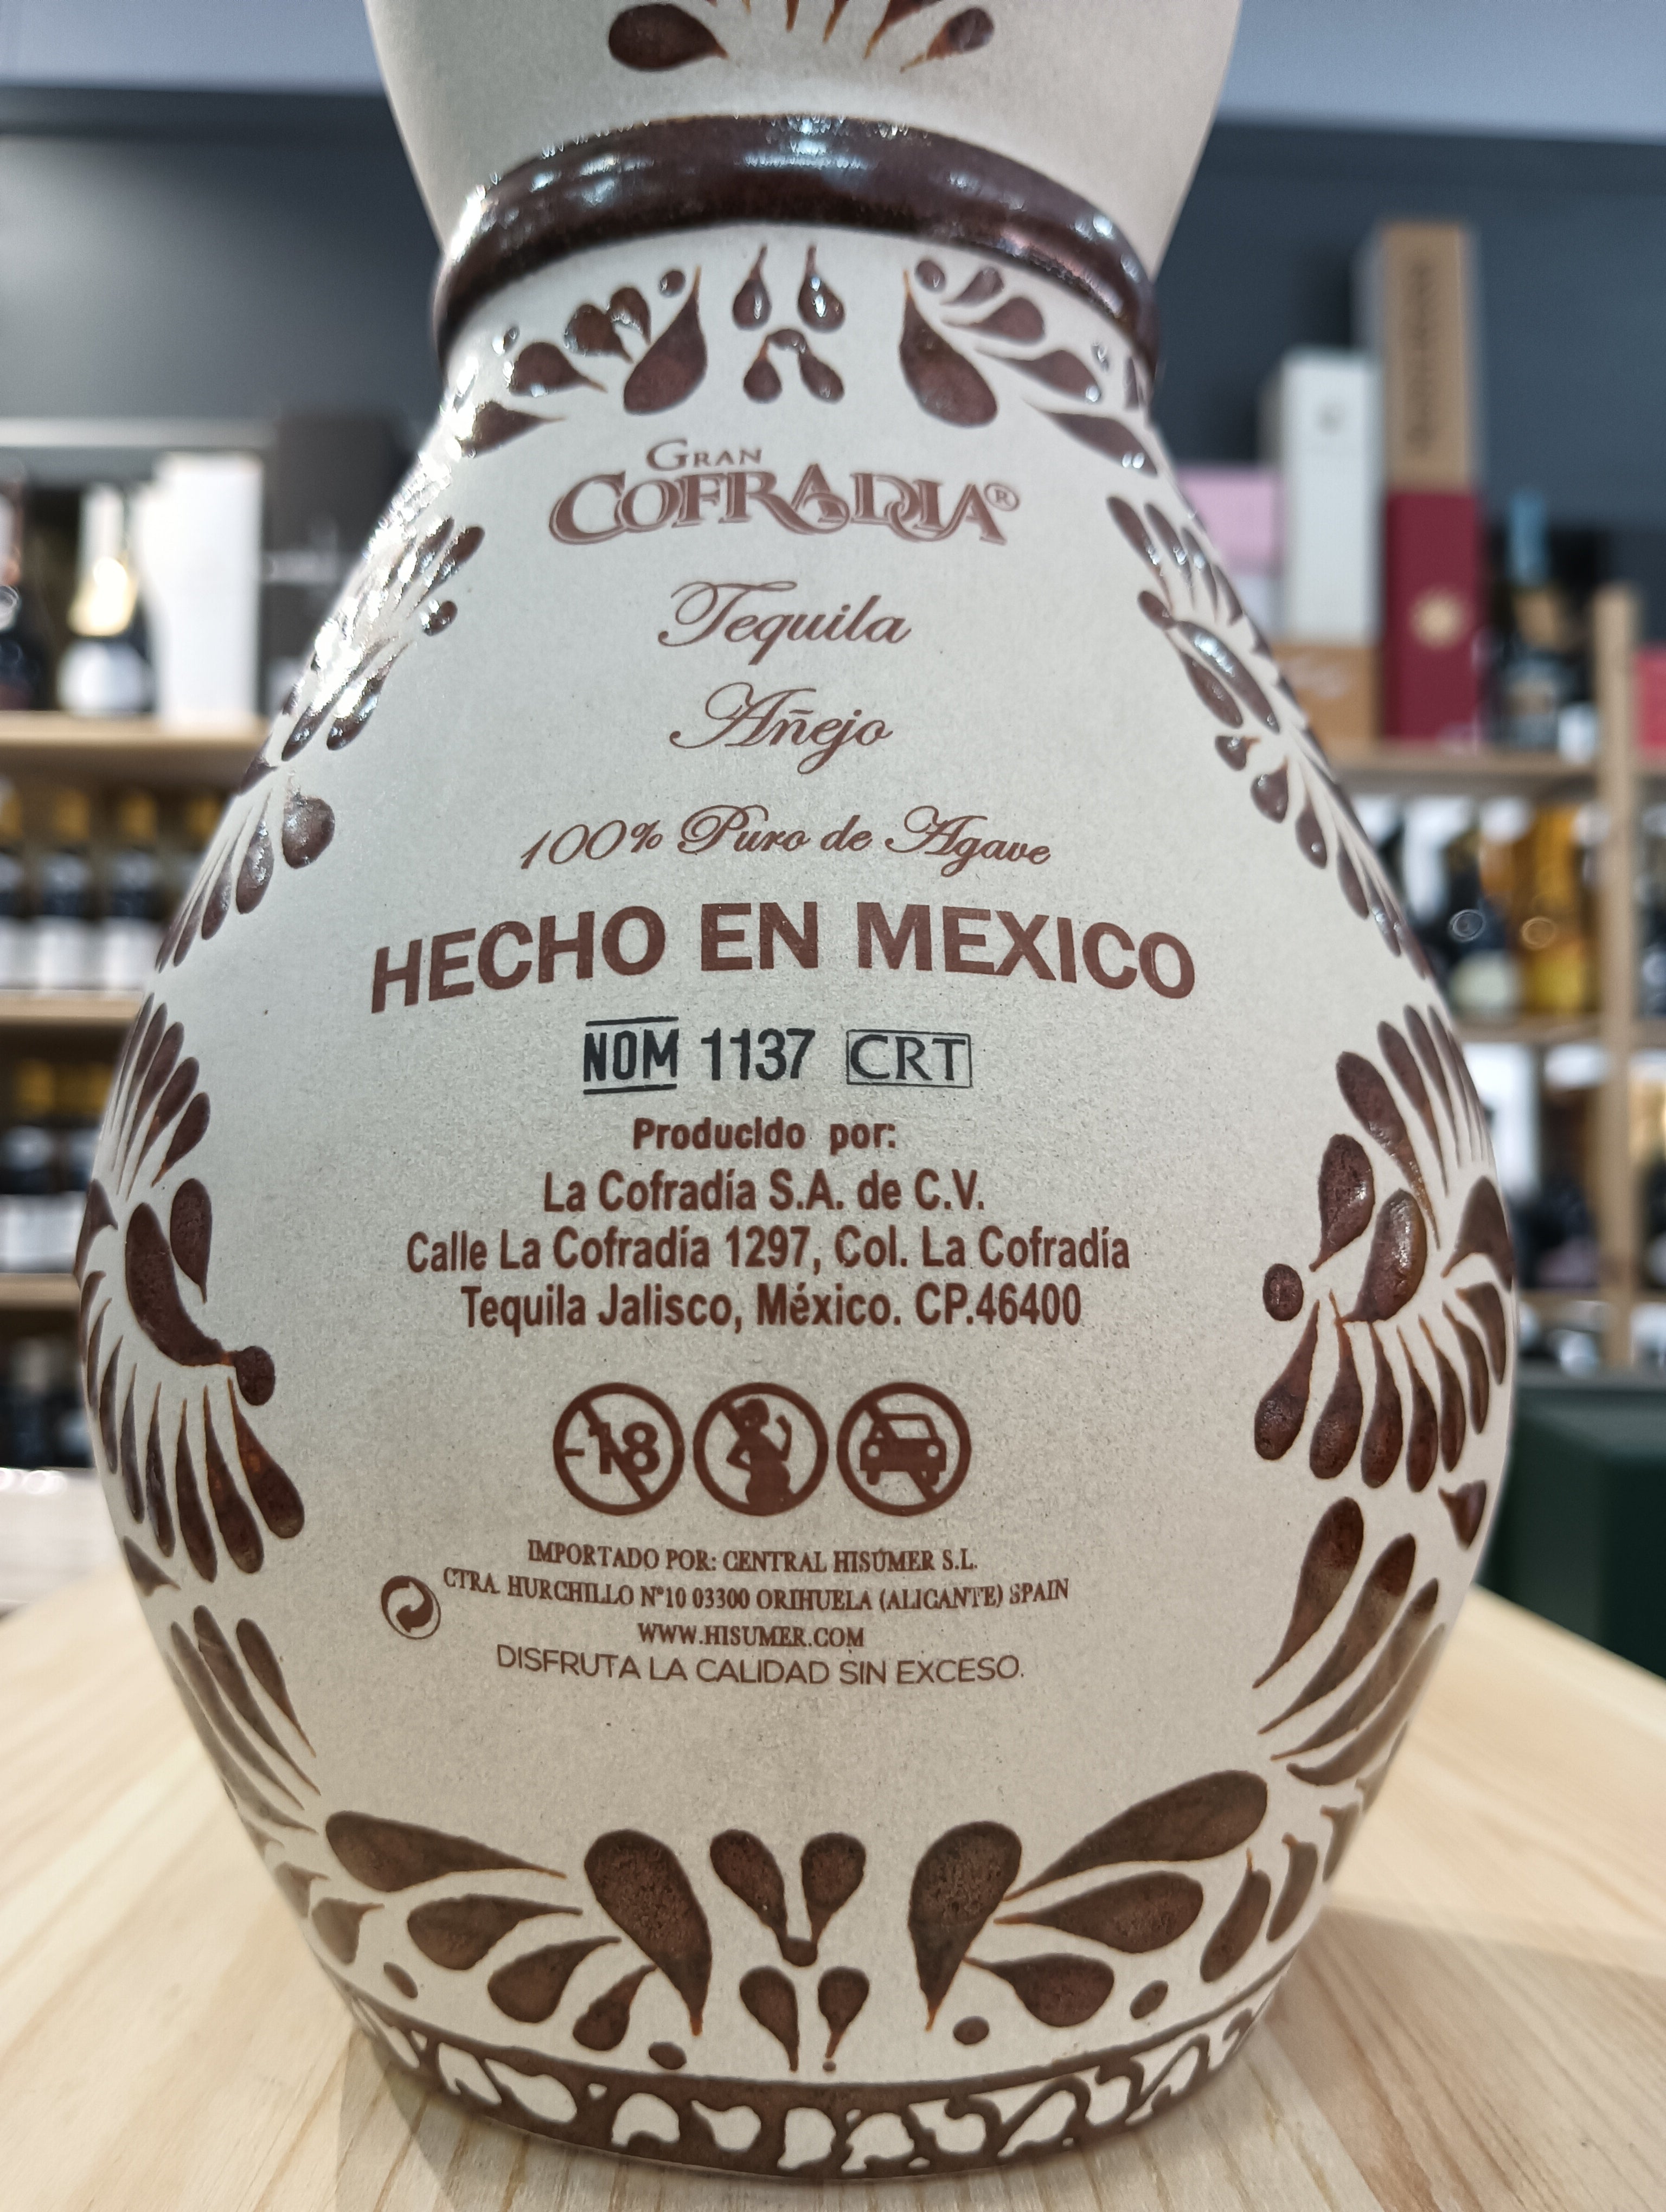 GRAN
COFRADIA®
Tequila
Añejo
100% Puro de Agave
HECHO EN MEXICO
NOM 1137 CRT
Producido por:
La Cofradía S.A. de C.V.
Calle La Cofradía 1297, Col. La Cofradía
Tequila Jalisco, México. CP.46400
-18
IMPORTADO POR: CENTRAL HISÚMER S.L.
CTRA. HURCHILLO Nº10 03300 ORIHUELA (ALICANTE) SPAIN
WWW.HISUMER.COM
DISFRUTA LA CALIDAD SIN EXCESO.